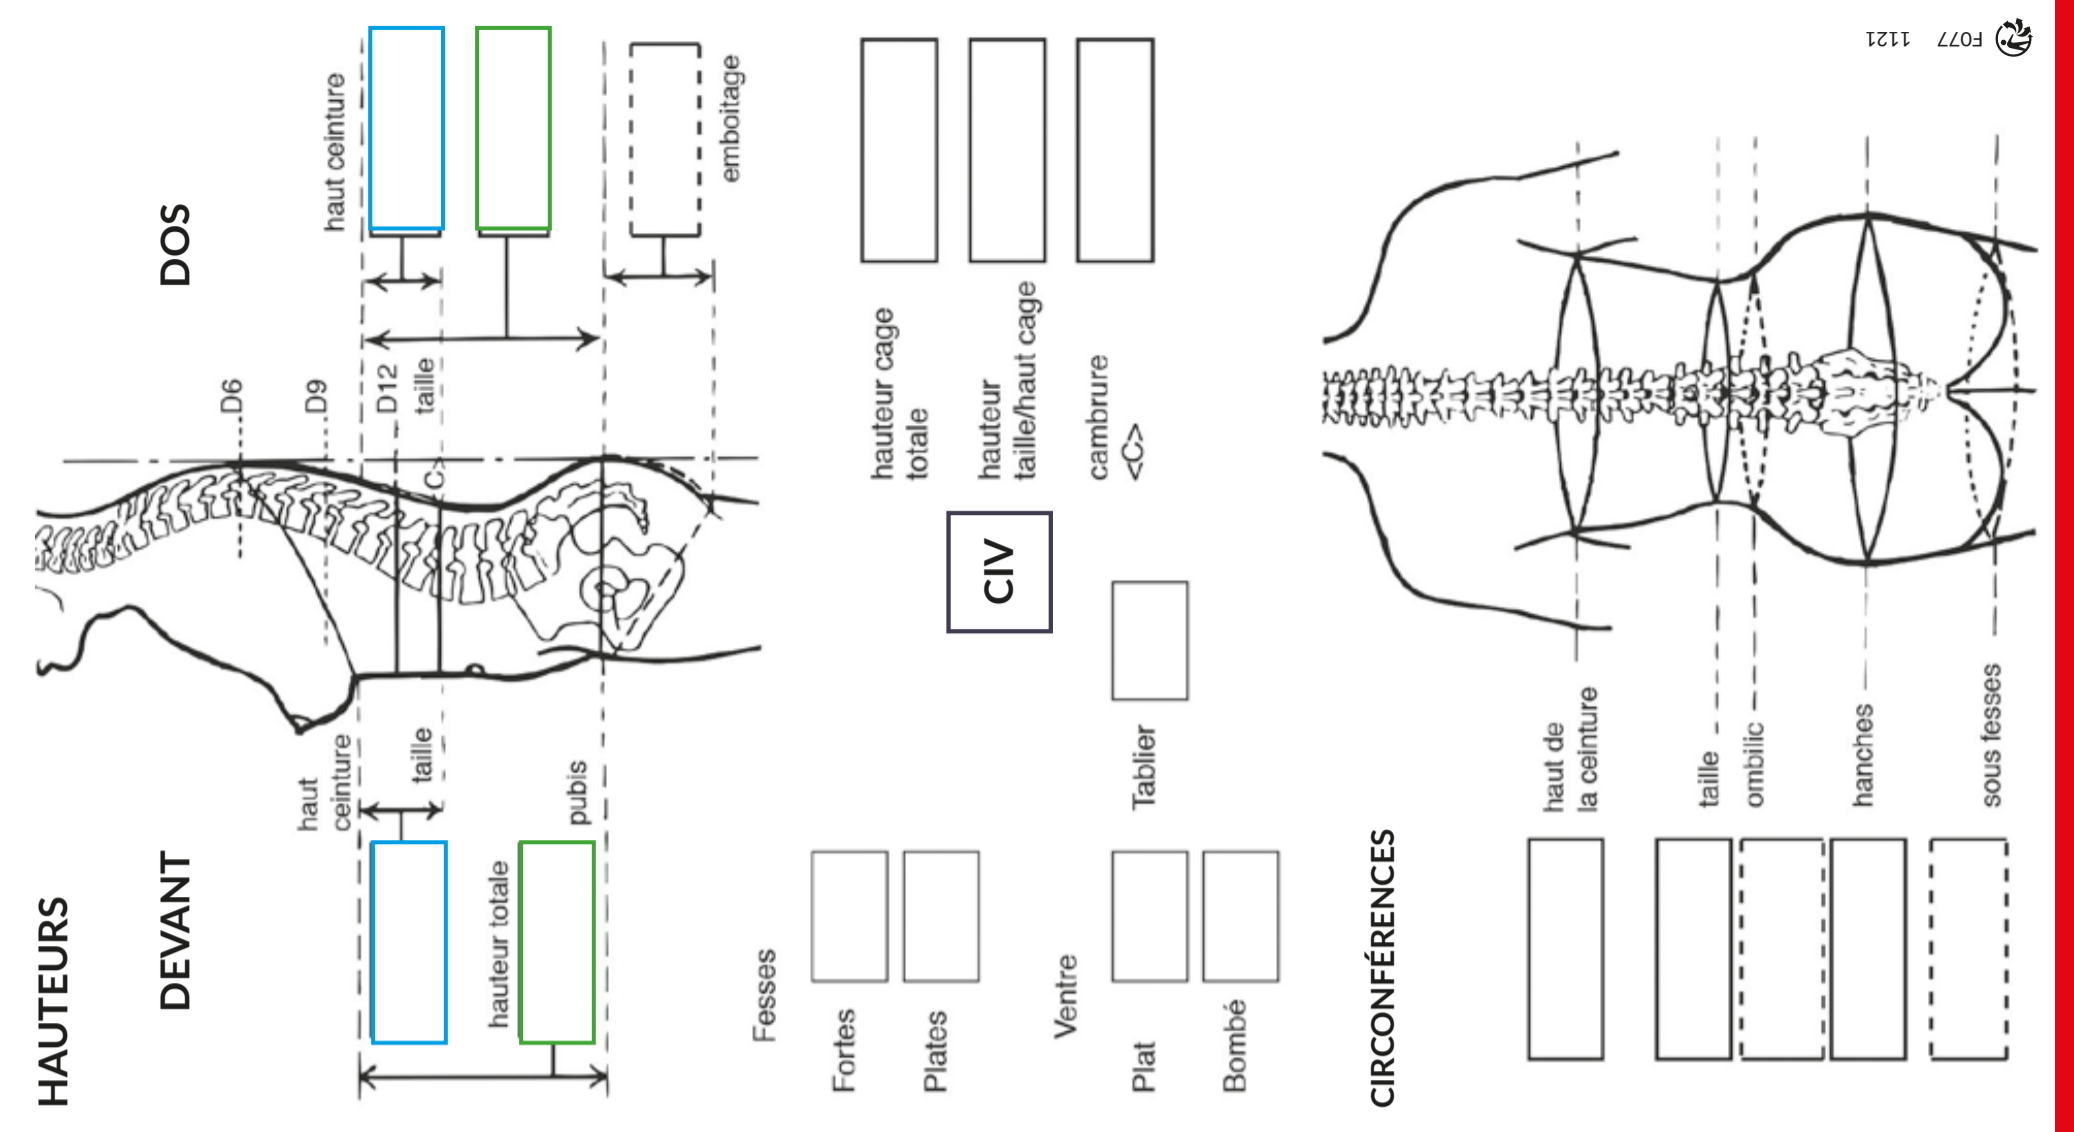 HAUTEURS
DEVANT
DOS
haut
ceinture
taille
pubis
hauteur totale
D6
D9
D12
taille
<C>
haut ceinture
emboitage
Fesses
Fortes
Plates
Ventre
Plat
Bombé
Tablier
CIV
hauteur cage
totale
hauteur
taille/haut cage
cambrure
<C>
CIRCONFÉRENCES
haut de
la ceinture
taille
ombilic
hanches
sous fesses
F077 1121